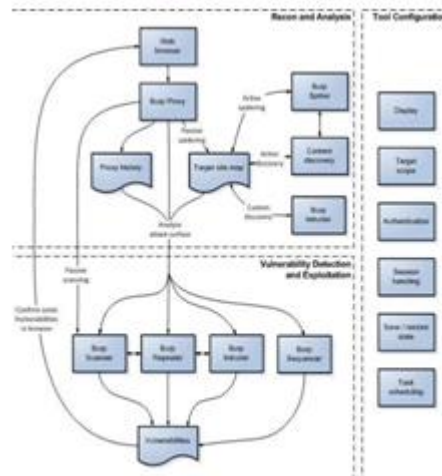 Recon and Analysis
Tool Configuratio
Web
browser
Burp Proxy
Passive
spidering
Active
spidering
Burp
Spider
Proxy history
Target site map
Active
discovery
Content
discovery
Custom
discovery
Burp
Intruder
Analyze
attack surface
Display
Target
scope
Authentication
Session
handling
Save / restore
state
Task
scheduling
Passive
scanning
Vulnerability Detection
and Exploitation
Confirm some
vulnerabilities
in browser
Burp
Scanner
Burp
Repeater
Burp
Intruder
Burp
Sequencer
Vulnerabilities